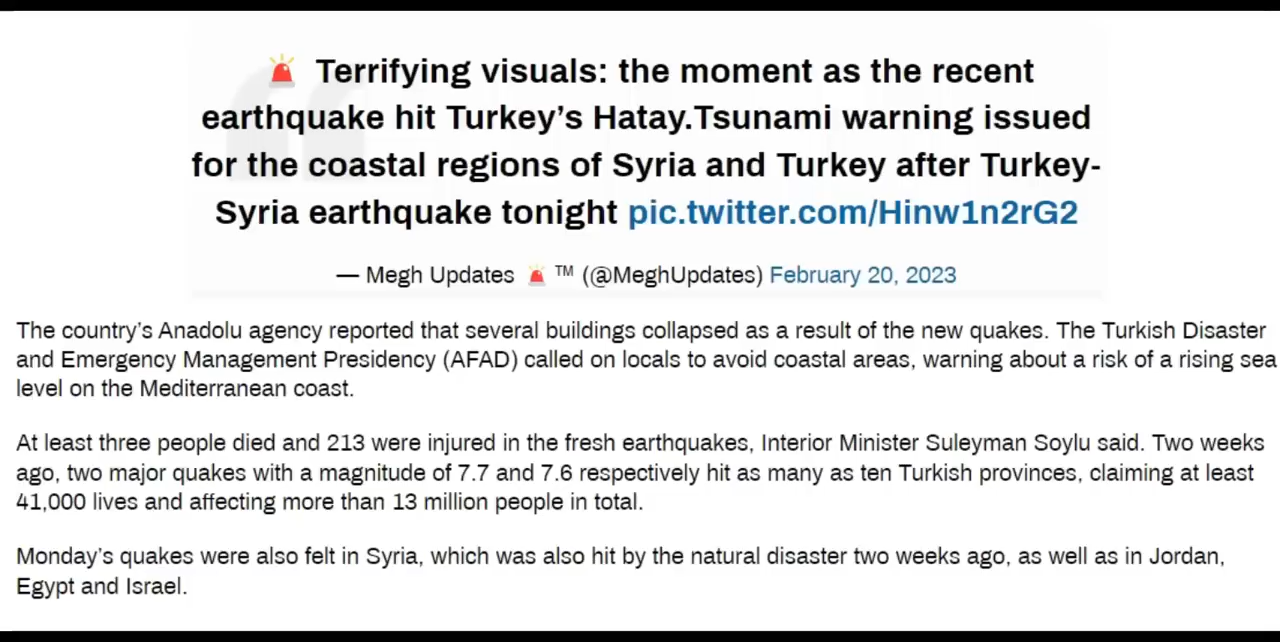 🚨 Terrifying visuals: the moment as the recent
earthquake hit Turkey’s Hatay.Tsunami warning issued
for the coastal regions of Syria and Turkey after Turkey-
Syria earthquake tonight pic.twitter.com/Hinw1n2rG2
— Megh Updates 🚨 ™ (@MeghUpdates) February 20, 2023
The country’s Anadolu agency reported that several buildings collapsed as a result of the new quakes. The Turkish Disaster
and Emergency Management Presidency (AFAD) called on locals to avoid coastal areas, warning about a risk of a rising sea
level on the Mediterranean coast.
At least three people died and 213 were injured in the fresh earthquakes, Interior Minister Suleyman Soylu said. Two weeks
ago, two major quakes with a magnitude of 7.7 and 7.6 respectively hit as many as ten Turkish provinces, claiming at least
41,000 lives and affecting more than 13 million people in total.
Monday’s quakes were also felt in Syria, which was also hit by the natural disaster two weeks ago, as well as in Jordan,
Egypt and Israel.